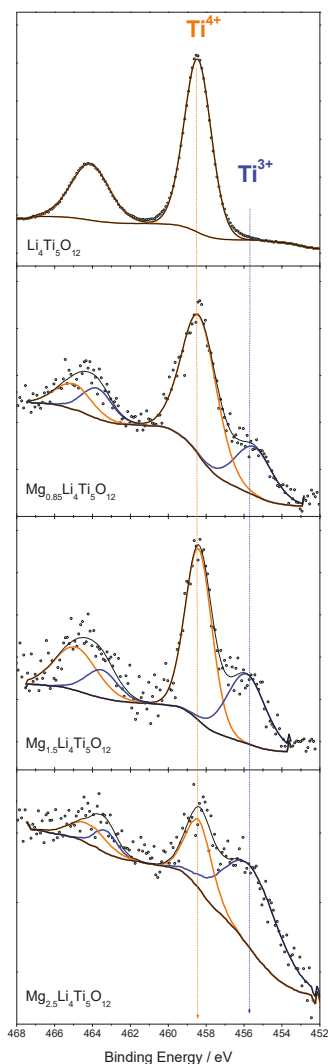 Ti⁴⁺
Ti³⁺
Li₄Ti₅O₁₂
Mg₀.₈₅Li₄Ti₅O₁₂
Mg₁.₅Li₄Ti₅O₁₂
Mg₂.₅Li₄Ti₅O₁₂
468 466 464 462 460 458 456 454 452
Binding Energy / eV